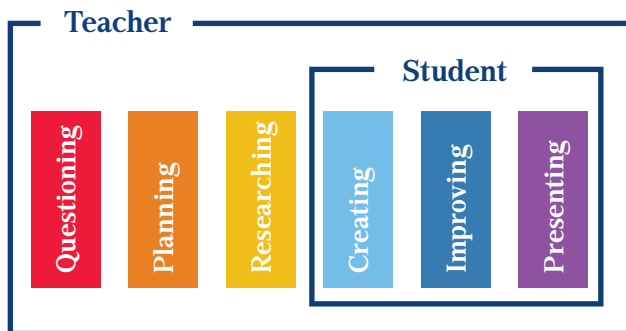 Teacher
Student
Questioning
Planning
Researching
Creating
Improving
Presenting